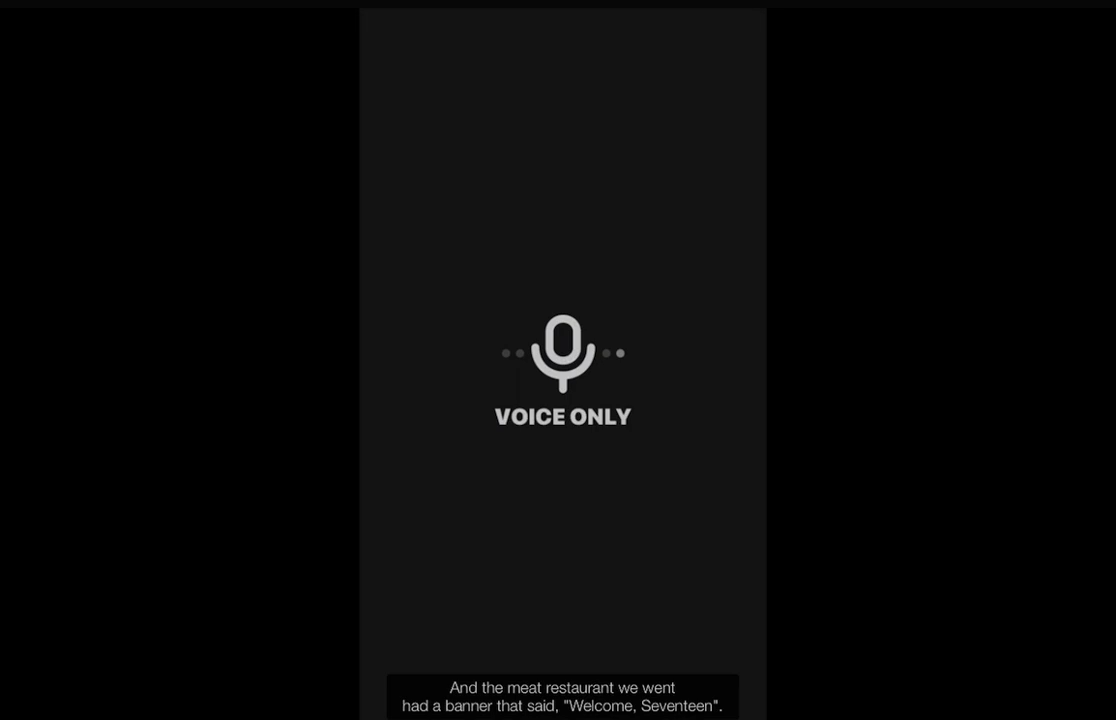 VOICE ONLY
And the meat restaurant we went
had a banner that said, "Welcome, Seventeen".